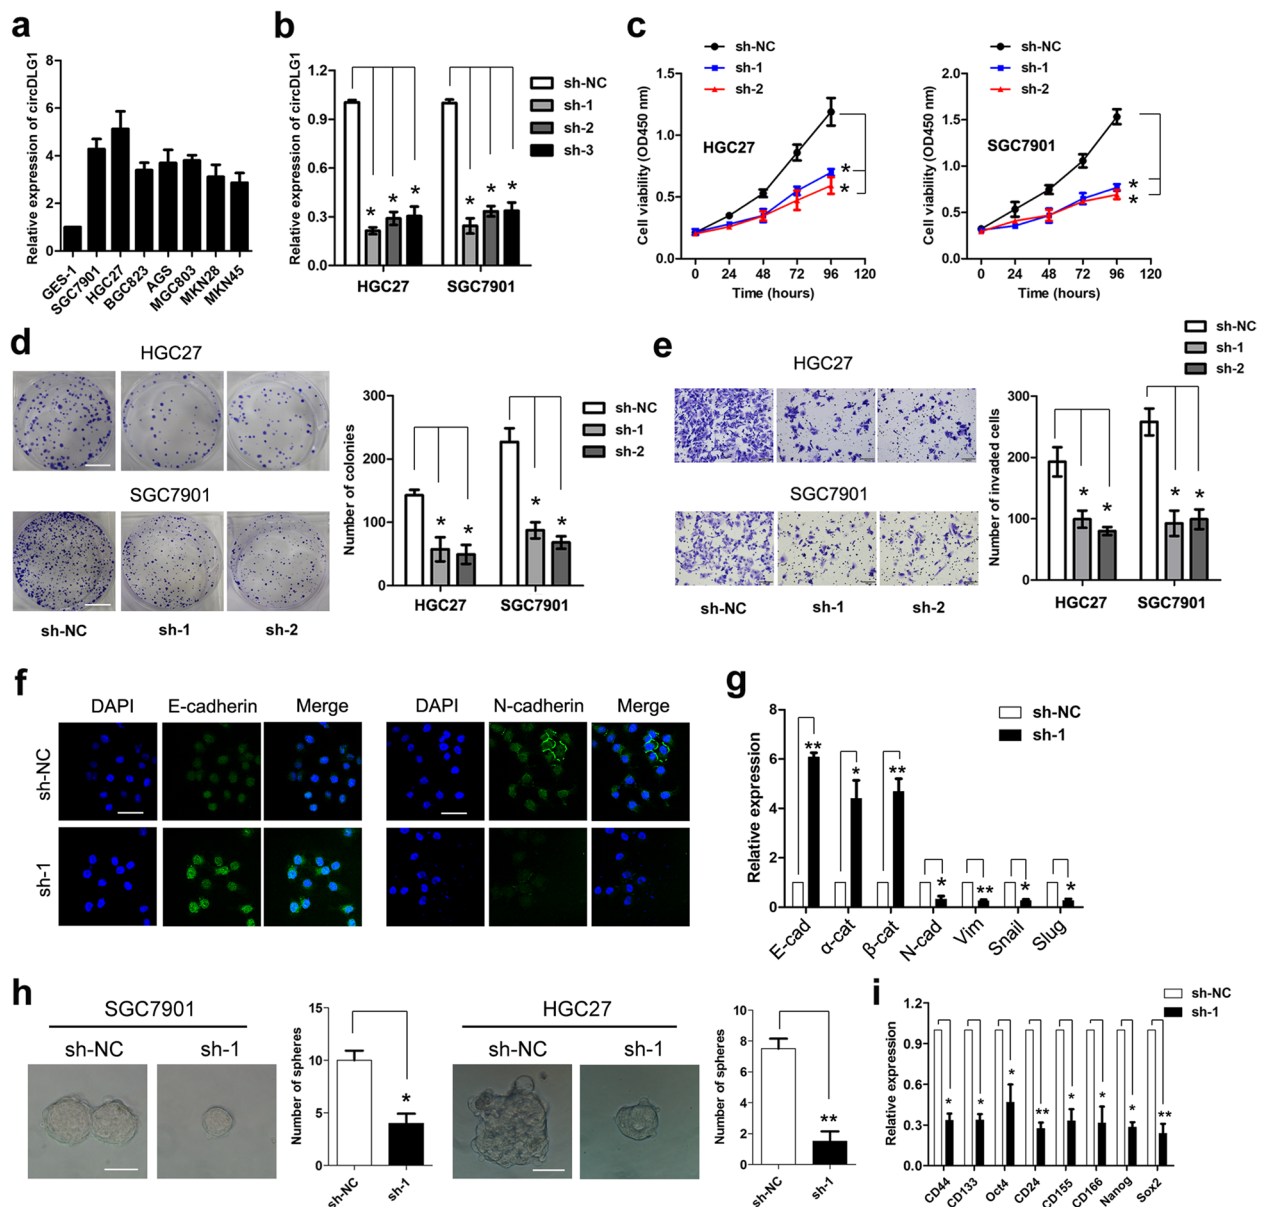 a
Relative expression of circDLG1
8
6
4
2
0
GES-1
SGC7901
HGC27
BGC823
AGS
MGC803
MKN28
MKN45
b
Relative expression of circDLG1
1.2
0.9
0.6
0.3
0.0
* * *
* * *
HGC27 SGC7901
sh-NC
sh-1
sh-2
sh-3
c
sh-NC
sh-1
sh-2
Cell viability (OD450 nm)
1.5
1.0
0.5
0.0
HGC27
*
*
0 24 48 72 96 120
Time (hours)
sh-NC
sh-1
sh-2
Cell viability (OD450 nm)
2.0
1.5
1.0
0.5
0.0
SGC7901
*
*
0 24 48 72 96 120
Time (hours)
d
HGC27
SGC7901
sh-NC sh-1 sh-2
Number of colonies
300
200
100
0
* *
* *
HGC27 SGC7901
sh-NC
sh-1
sh-2
e
HGC27
SGC7901
sh-NC sh-1 sh-2
sh-NC
sh-1
sh-2
Number of invaded cells
300
200
100
0
* *
* *
HGC27 SGC7901
f
DAPI E-cadherin Merge DAPI N-cadherin Merge
sh-NC
sh-1
g
Relative expression
8
6
4
2
0
** * ** * ** * *
E-cad
α-cat
β-cat
N-cad
Vim
Snail
Slug
sh-NC
sh-1
h
SGC7901
sh-NC sh-1
Number of spheres
15
10
5
0
*
sh-NC
sh-1
HGC27
sh-NC sh-1
Number of spheres
10
8
6
4
2
0
**
sh-NC
sh-1
i
sh-NC
sh-1
Relative expression
1.2
0.9
0.6
0.3
0.0
* * * ** * * * **
CD44
CD133
Oct4
CD24
CD155
CD166
Nanog
Sox2